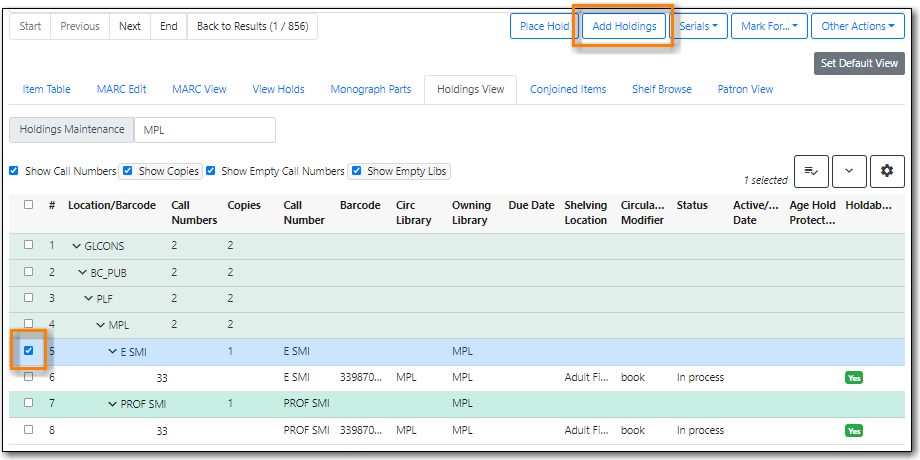 Start Previous Next End Back to Results (1 / 856) Place Hold Add Holdings Serials Mark For... Other Actions
Set Default View
Item Table MARC Edit MARC View View Holds Monograph Parts Holdings View Conjoined Items Shelf Browse Patron View
Holdings Maintenance MPL
Show Call Numbers Show Copies Show Empty Call Numbers Show Empty Libs
1 selected
# Location/Barcode Call Numbers Copies Call Number Barcode Circ Library Owning Library Due Date Shelving Location Circula... Modifier Status Active/... Date Age Hold Protect... Holdab...
1 GLCONS 2 2
2 BC_PUB 2 2
3 PLF 2 2
4 MPL 2 2
5 E SMI 1 E SMI MPL
6 33 E SMI 339870... MPL MPL Adult Fi... book In process Yes
7 PROF SMI 1 PROF SMI MPL
8 33 PROF SMI 339870... MPL MPL Adult Fi... book In process Yes